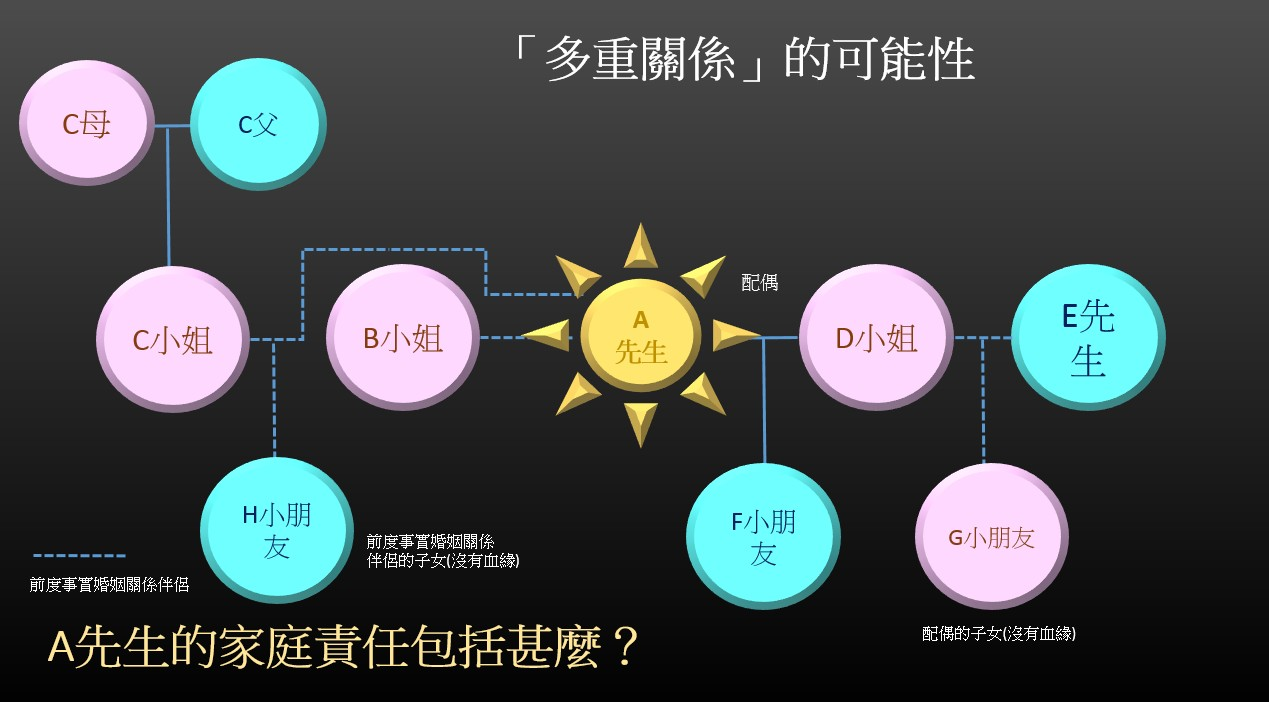 「多重關係」的可能性
C母
C父
配偶
C小姐
B小姐
A
先生
D小姐
E先
生
H小朋
友
F小朋
友
G小朋友
前度事實婚姻關係
伴侶的子女(沒有血緣)
前度事實婚姻關係伴侶
配偶的子女(沒有血緣)
A先生的家庭責任包括甚麼？